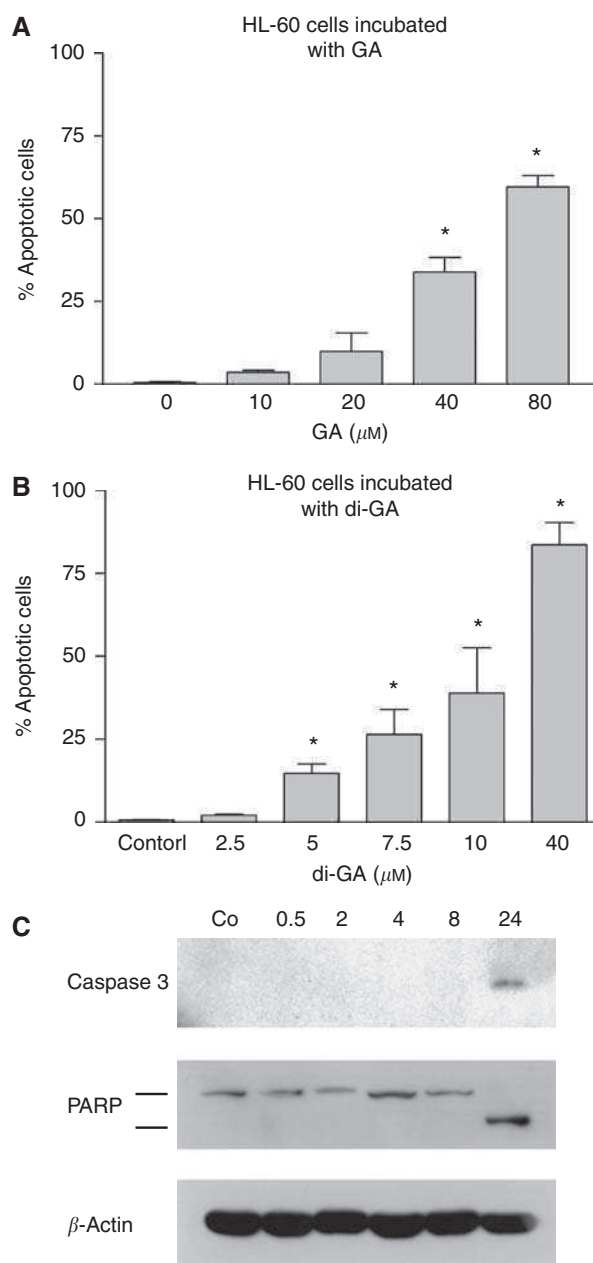 A
HL-60 cells incubated
with GA
% Apoptotic cells
100
75
50
25
0
*
*
0 10 20 40 80
GA (μM)
B
HL-60 cells incubated
with di-GA
% Apoptotic cells
100
75
50
25
0
*
*
*
*
Contorl 2.5 5 7.5 10 40
di-GA (μM)
C
Co 0.5 2 4 8 24
Caspase 3
PARP
β-Actin